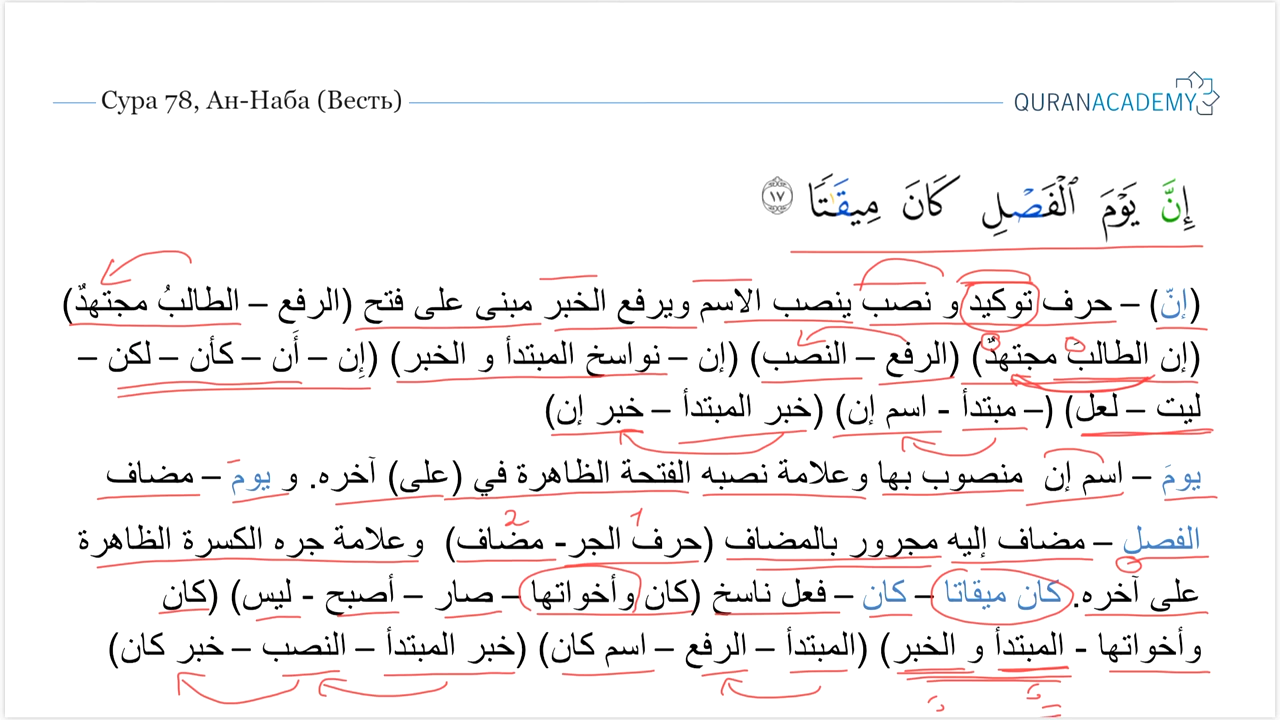 Сура 78, Ан-Наба (Весть)
QURANACADEMY
إِنَّ يَوْمَ ٱلْفَصْلِ كَانَ مِيقَٰتًا ١٧
(إنّ) – حرف توكيد و نصب ينصب الاسم ويرفع الخبر مبنى على فتح (الرفع – الطالبُ مجتهدٌ)
(إن الطالب مجتهدٌ) (الرفع – النصب) (إن – نواسخ المبتدأ و الخبر) (إِن – أَن – كأن – لكن –
ليت – لعل) (– مبتدأ - اسم إن) (خبر المبتدأ – خبر إن)
يومَ – اسم إن منصوب بها وعلامة نصبه الفتحة الظاهرة في (على) آخره. و يومَ – مضاف
2 1
الفصلِ – مضاف إليه مجرور بالمضاف (حرف الجر- مضاف) وعلامة جره الكسرة الظاهرة
على آخره. كان ميقاتا – كان – فعل ناسخ (كان وأخواتها – صار – أصبح - ليس) (كان
وأخواتها - المبتدأ و الخبر) (المبتدأ – الرفع – اسم كان) (خبر المبتدأ – النصب – خبر كان)